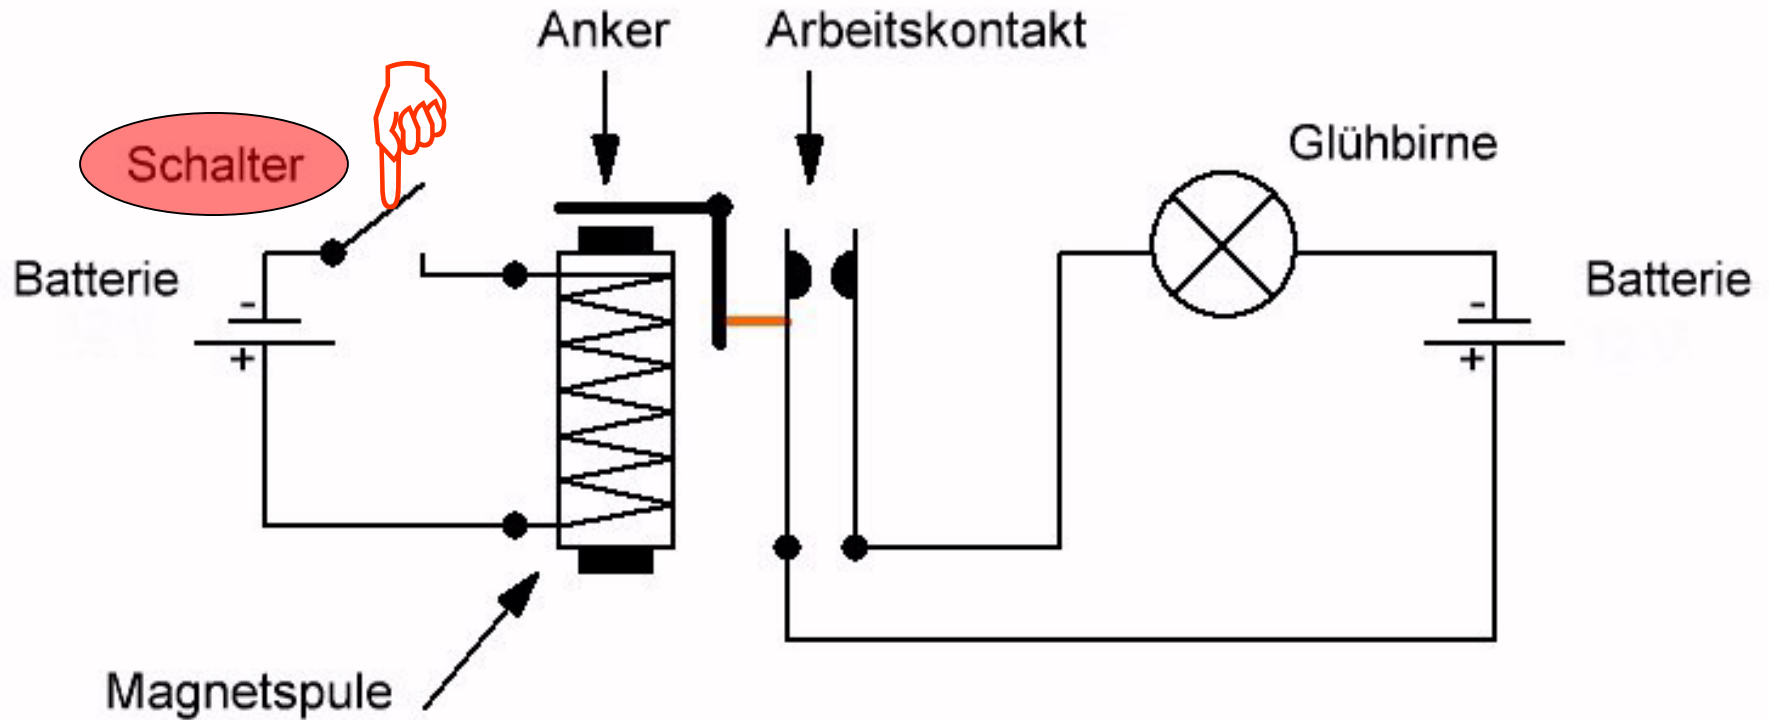 Anker
Arbeitskontakt
Schalter
Glühbirne
Batterie
Batterie
-
+
-
+
Magnetspule